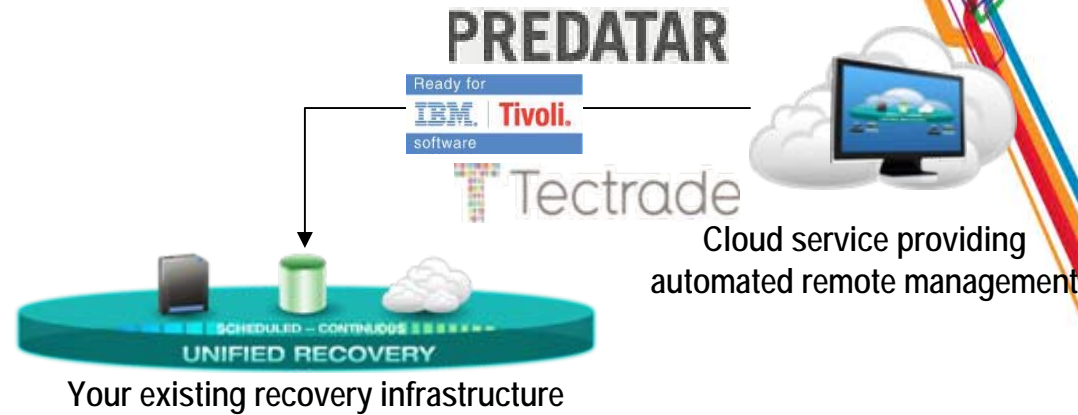 PREDATAR
Ready for
IBM. | Tivoli.
software
Tectrade
Cloud service providing
automated remote management
SCHEDULED – CONTINUOUS
UNIFIED RECOVERY
Your existing recovery infrastructure